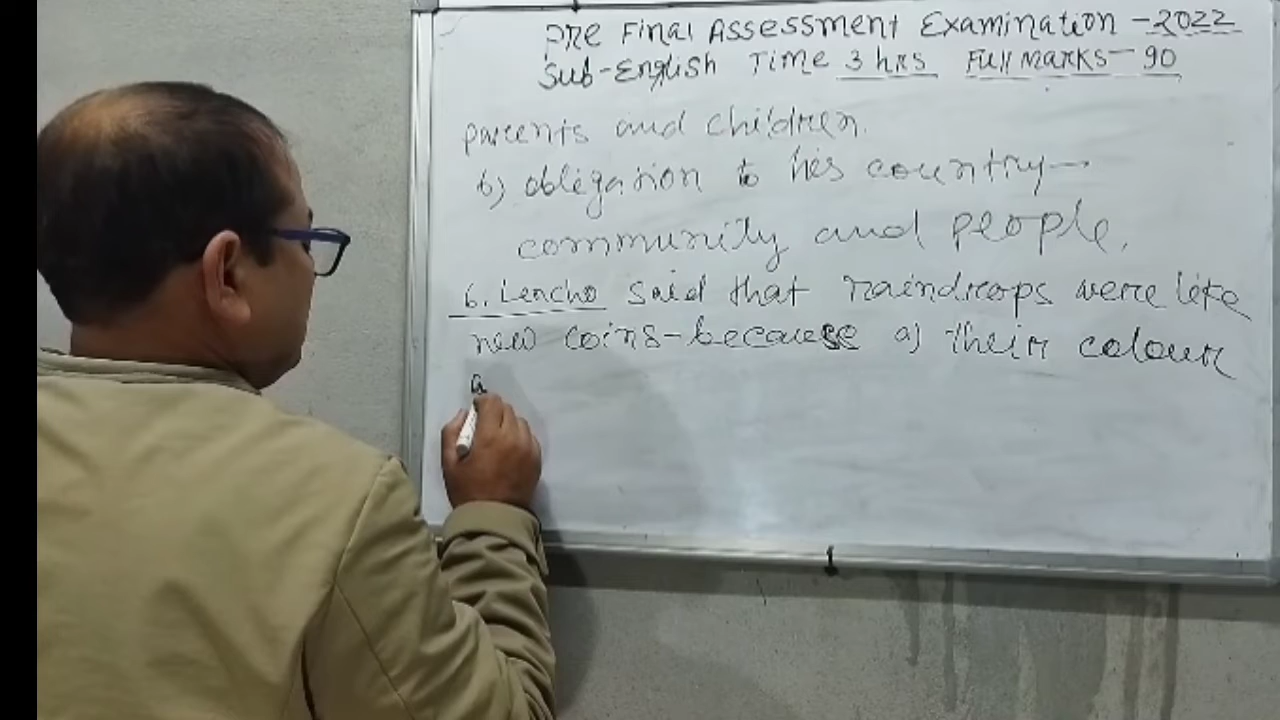 Pre Final Assessment Examination - 2022
Sub-English Time 3 hrs Full Marks- 90
parents and children.
b) obligation to his country-
community and people.
6. Lencho said that raindrops were like
new coins-because a) their colour
a